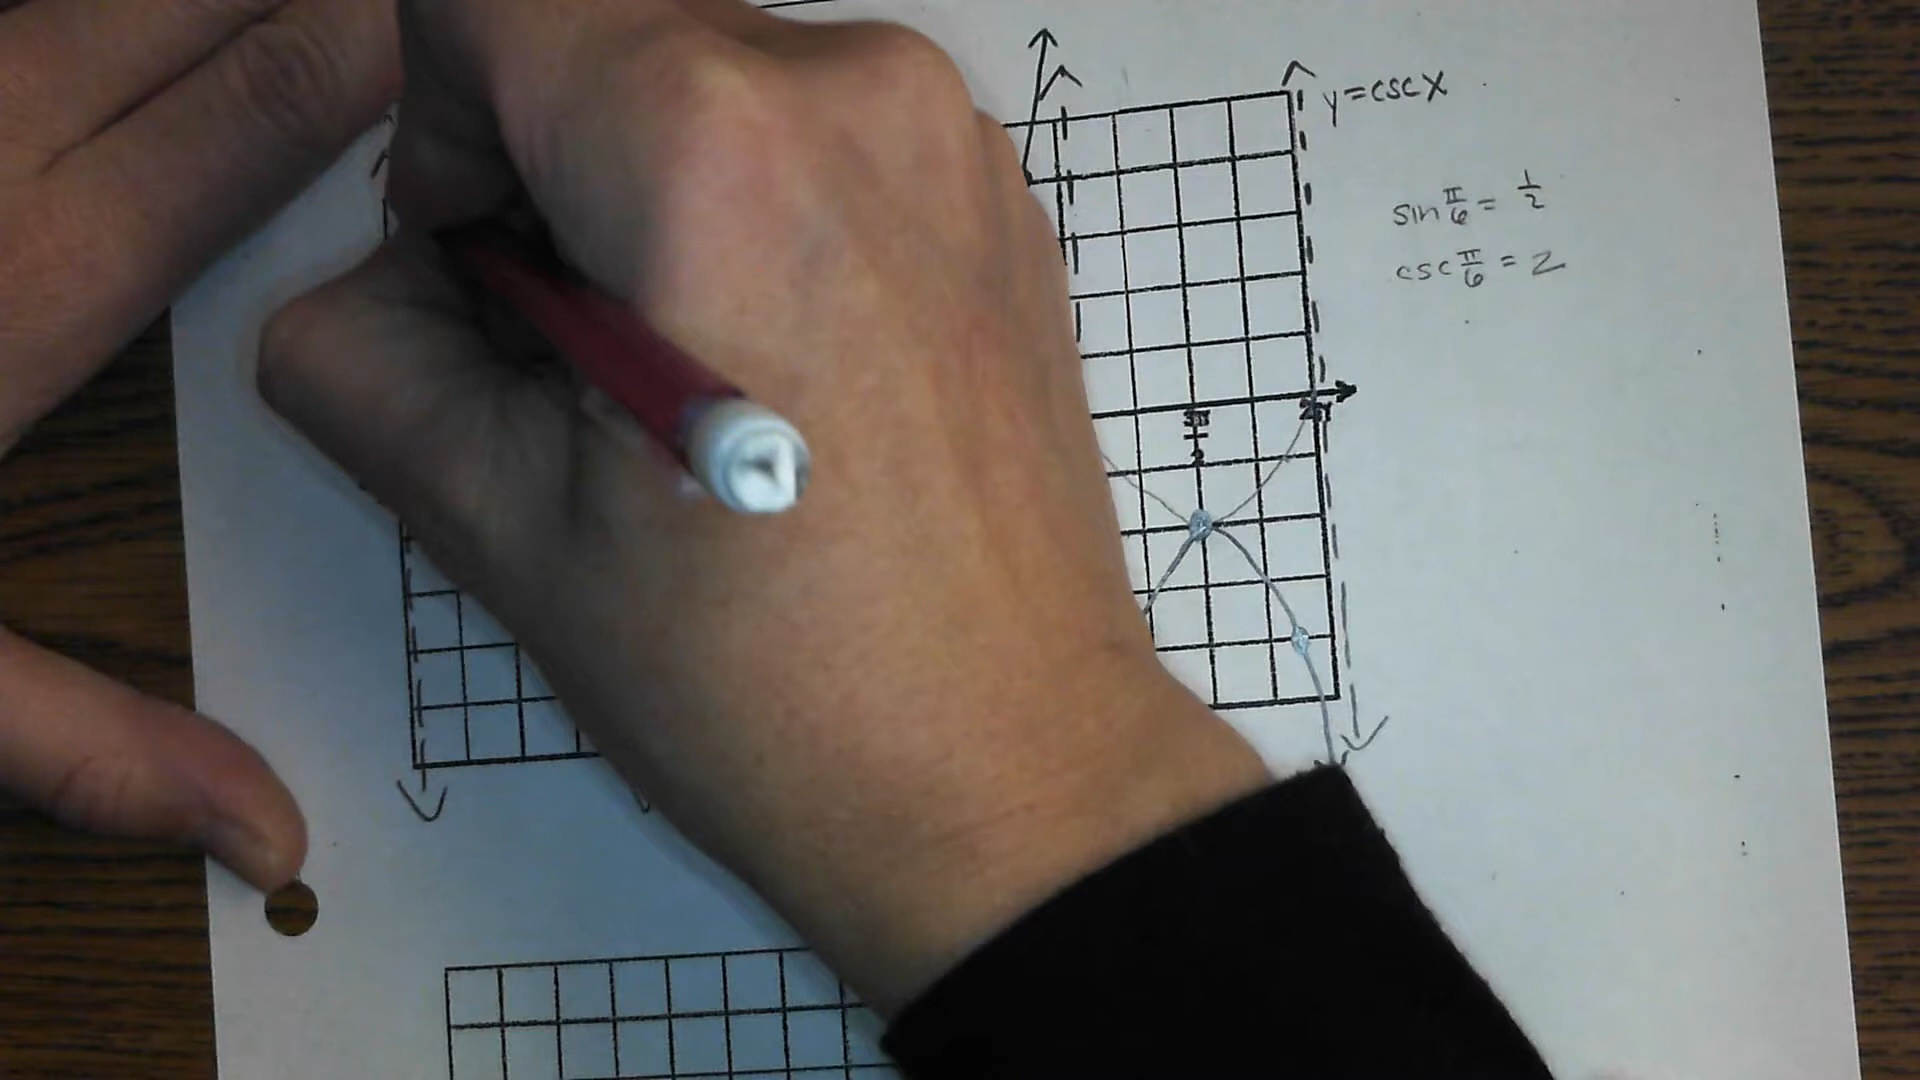 y=cscx
sin π/6 = 1/2
csc π/6 = 2
3π/2
2π